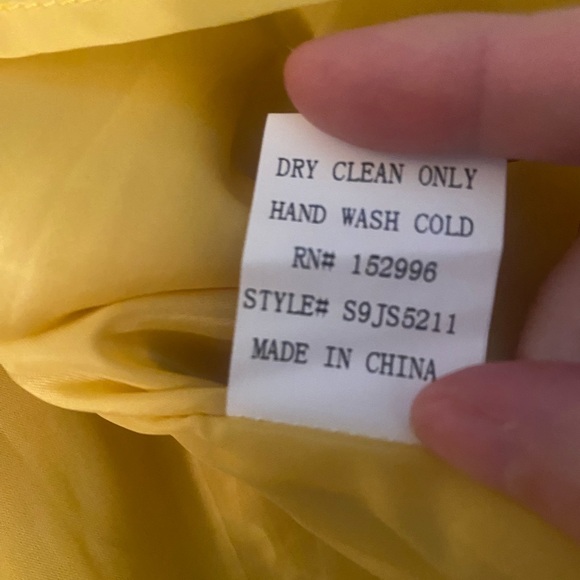 DRY CLEAN ONLY
HAND WASH COLD
RN# 152996
STYLE# S9JS5211
MADE IN CHINA